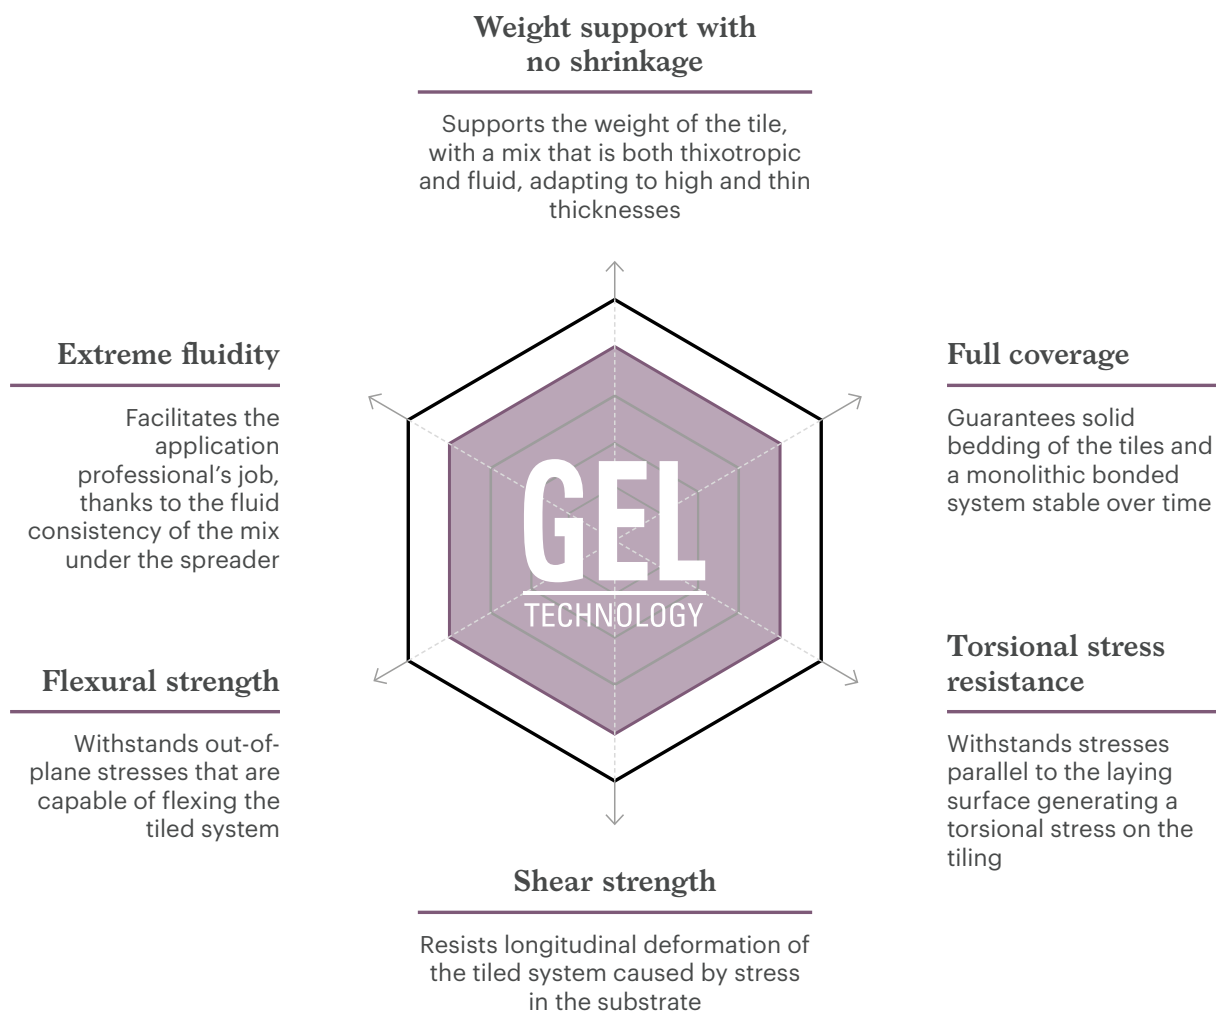 Weight support with
no shrinkage
Supports the weight of the tile,
with a mix that is both thixotropic
and fluid, adapting to high and thin
thicknesses
Extreme fluidity
Facilitates the
application
professional’s job,
thanks to the fluid
consistency of the mix
under the spreader
Full coverage
Guarantees solid
bedding of the tiles and
a monolithic bonded
system stable over time
GEL
TECHNOLOGY
Flexural strength
Withstands out-of-
plane stresses that are
capable of flexing the
tiled system
Torsional stress
resistance
Withstands stresses
parallel to the laying
surface generating a
torsional stress on the
tiling
Shear strength
Resists longitudinal deformation of
the tiled system caused by stress
in the substrate